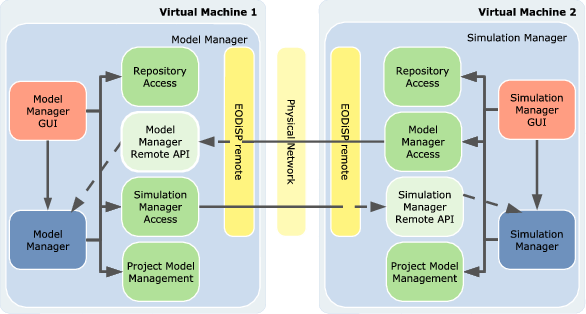 Virtual Machine 1
Model Manager
Repository
Access
Model
Manager
GUI
Model
Manager
Remote API
Simulation
Manager
Access
Model
Manager
Project Model
Management
EODISP remote
Physical Network
Virtual Machine 2
Simulation Manager
EODISP remote
Repository
Access
Simulation
Manager
GUI
Model
Manager
Access
Simulation
Manager
Remote API
Simulation
Manager
Project Model
Management